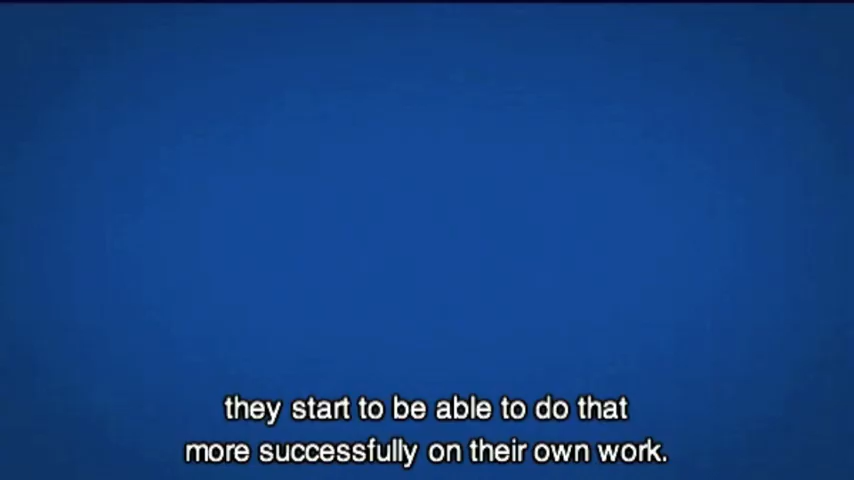 they start to be able to do that
more successfully on their own work.